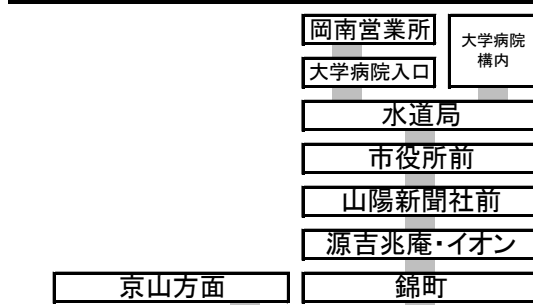 岡南営業所
大学病院
構内
大学病院入口
水道局
市役所前
山陽新聞社前
源吉兆庵・イオン
京山方面
錦町